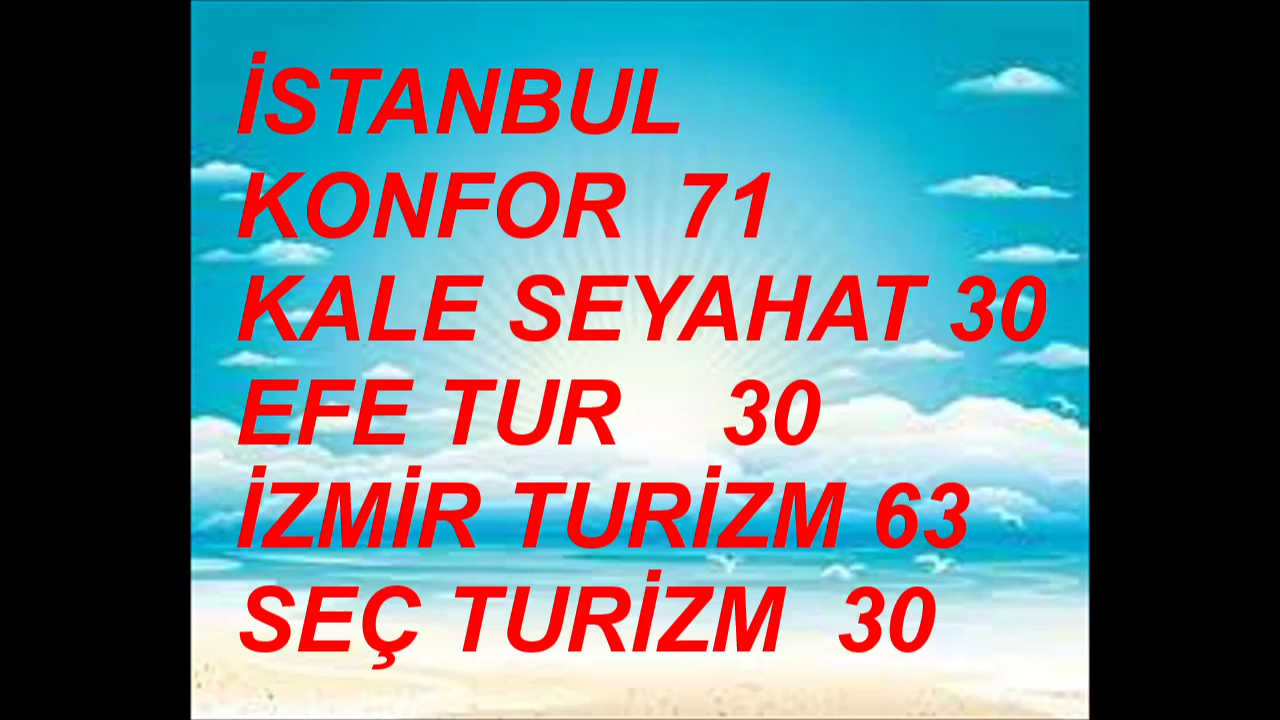 İSTANBUL
KONFOR 71
KALE SEYAHAT 30
EFE TUR 30
İZMİR TURİZM 63
SEÇ TURİZM 30